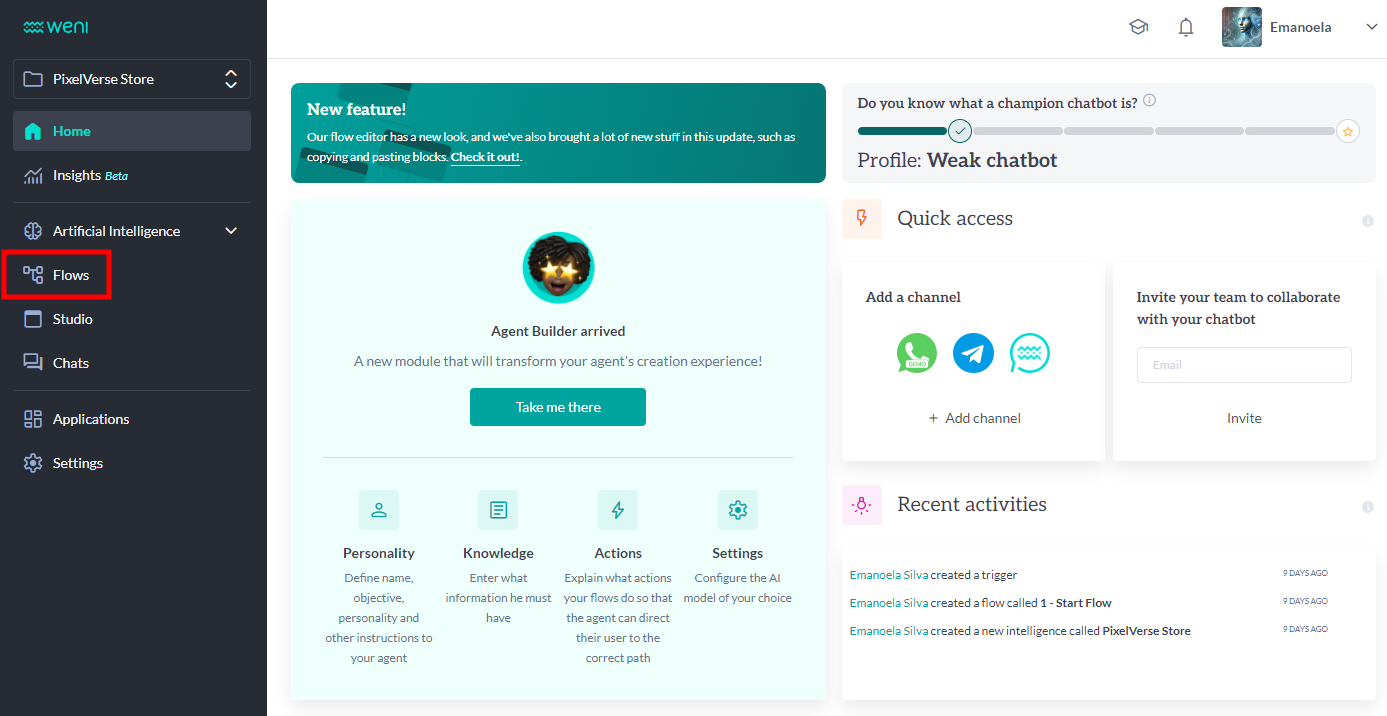 weni
Emanoela
PixelVerse Store
Home
Insights Beta
Artificial Intelligence
Flows
Studio
Chats
Applications
Settings
New feature!
Our flow editor has a new look, and we've also brought a lot of new stuff in this update, such as
copying and pasting blocks. Check it out!.
Do you know what a champion chatbot is?
Profile: Weak chatbot
Agent Builder arrived
A new module that will transform your agent's creation experience!
Take me there
Personality
Define name,
objective,
personality and
other instructions to
your agent
Knowledge
Enter what
information he must
have
Actions
Explain what actions
your flows do so that
the agent can direct
their user to the
correct path
Settings
Configure the AI
model of your choice
Quick access
Add a channel
DEMO
+ Add channel
Invite your team to collaborate
with your chatbot
Email
Invite
Recent activities
Emanoela Silva created a trigger 9 DAYS AGO
Emanoela Silva created a flow called 1 - Start Flow 9 DAYS AGO
Emanoela Silva created a new intelligence called PixelVerse Store 9 DAYS AGO